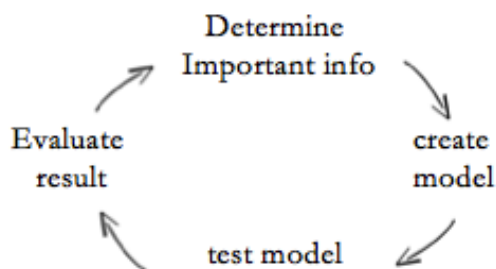 Determine
Important info
create
model
test model
Evaluate
result